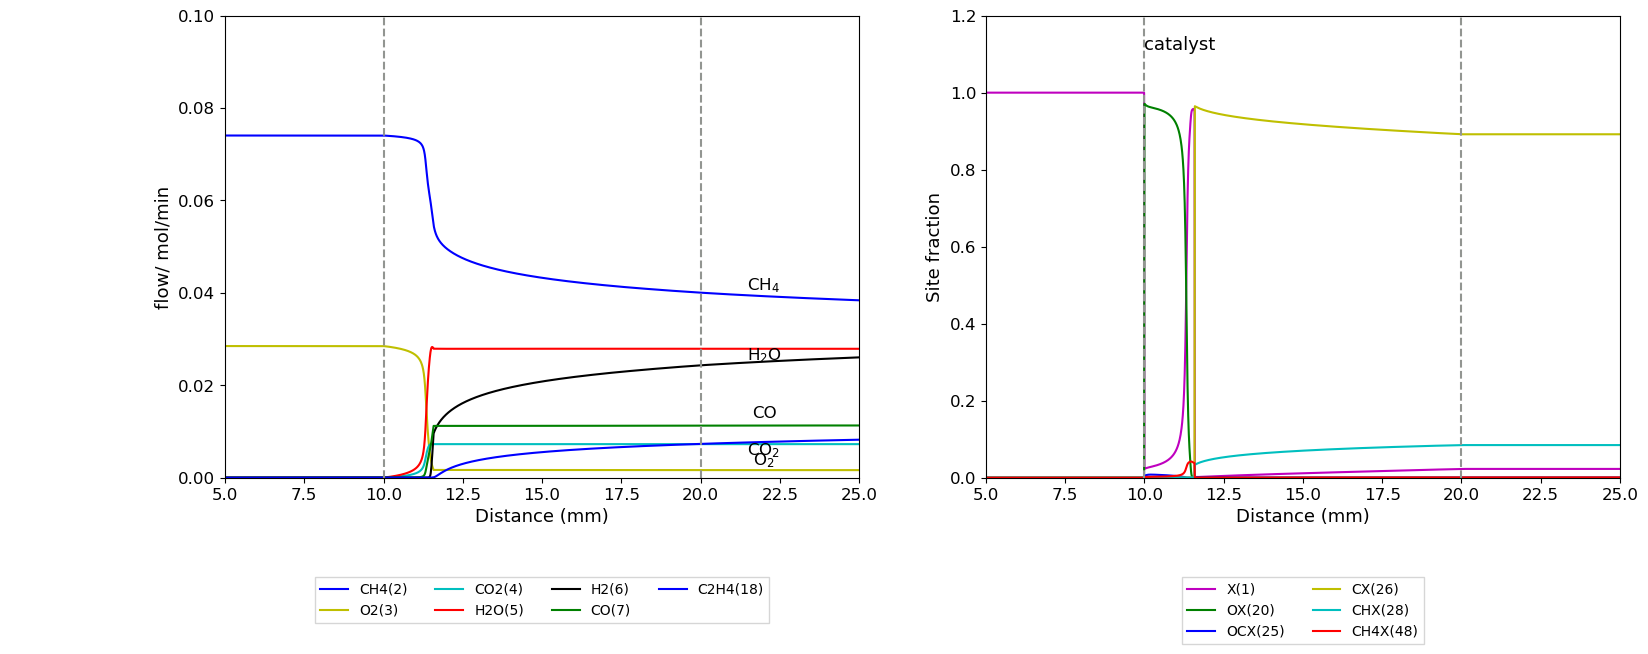 0.10
0.08
0.06
0.04
0.02
0.00
flow/ mol/min
CH₄
H₂O
CO
CO₂
O₂
5.0 7.5 10.0 12.5 15.0 17.5 20.0 22.5 25.0
Distance (mm)
CH4(2) CO2(4) H2(6) C2H4(18)
O2(3) H2O(5) CO(7)
1.2
1.0
0.8
0.6
0.4
0.2
0.0
Site fraction
catalyst
5.0 7.5 10.0 12.5 15.0 17.5 20.0 22.5 25.0
Distance (mm)
X(1) CX(26)
OX(20) CHX(28)
OCX(25) CH4X(48)